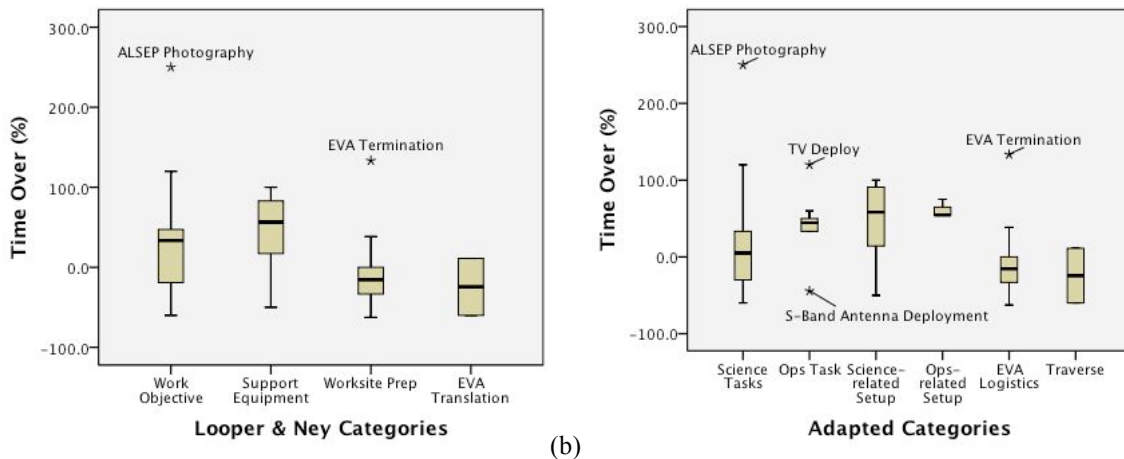 300.0
ALSEP Photography
200.0
EVA Termination
100.0
0.0
-100.0
Time Over (%)
Work Objective
Support Equipment
Worksite Prep
EVA Translation
Looper & Ney Categories
(b)
300.0
ALSEP Photography
200.0
EVA Termination
TV Deploy
100.0
0.0
S-Band Antenna Deployment
-100.0
Time Over (%)
Science Tasks
Ops Task
Science-related Setup
Ops-related Setup
EVA Logistics
Traverse
Adapted Categories